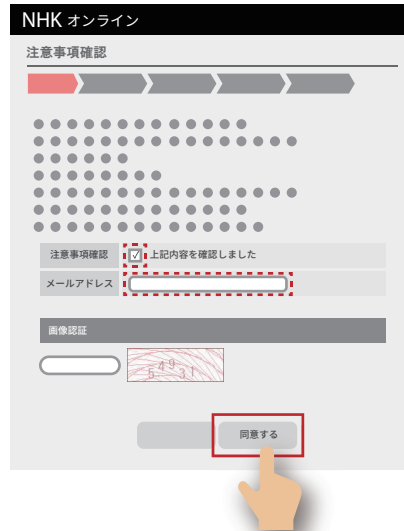 NHK オンライン
注意事項確認
注意事項確認 ☑ 上記内容を確認しました
メールアドレス
画像認証
54931
同意する